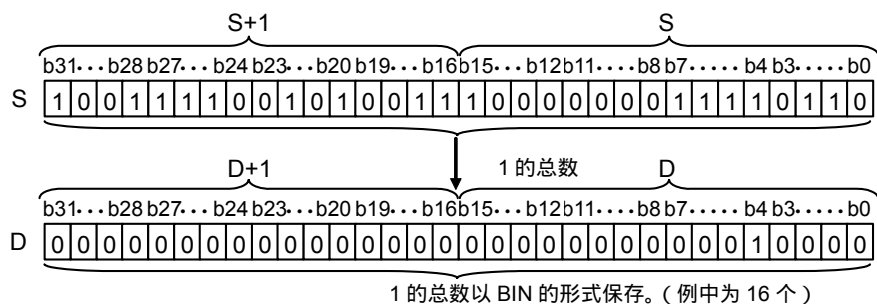 S+1 S
b31···b28 b27···b24 b23···b20 b19···b16 b15···b12 b11····b8 b7·····b4 b3·····b0
S 1 0 0 1 1 1 1 0 0 1 0 1 0 0 1 1 1 0 0 0 0 0 0 0 1 1 1 1 0 1 1 0
1 的总数
D+1 D
b31···b28 b27···b24 b23···b20 b19···b16 b15···b12 b11····b8 b7·····b4 b3·····b0
D 0 0 0 0 0 0 0 0 0 0 0 0 0 0 0 0 0 0 0 0 0 0 0 0 0 0 0 1 0 0 0 0
1 的总数以 BIN 的形式保存。（例中为 16 个）